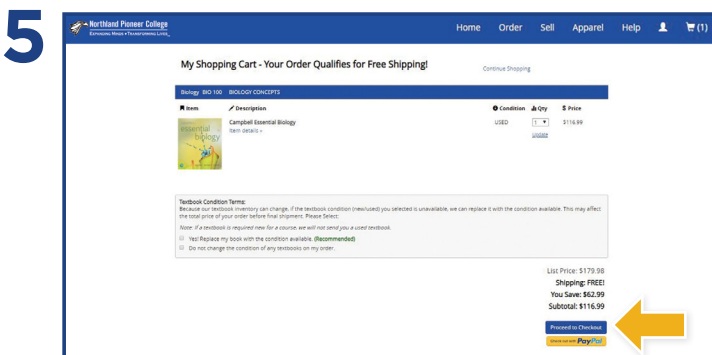 5
Northland Pioneer College
EXPANDING MINDS • TRANSFORMING LIVES
Home Order Sell Apparel Help (1)
My Shopping Cart - Your Order Qualifies for Free Shipping!
Continue Shopping
Biology BIO 100 BIOLOGY CONCEPTS
Item Description Condition Qty $ Price
essential biology
Campbell Essential Biology USED 1 $116.99
Item details »
Update
Textbook Condition Terms:
Because our textbook inventory can change, if the textbook condition (new/used) you selected is unavailable, we can replace it with the condition available. This may affect
the total price of your order before final shipment. Please Select:
Note: If a textbook is required new for a course, we will not send you a used textbook.
Yes! Replace my book with the condition available. (Recommended)
Do not change the condition of any textbooks on my order.
List Price: $179.98
Shipping: FREE!
You Save: $62.99
Subtotal: $116.99
Proceed to Checkout
Check out with PayPal